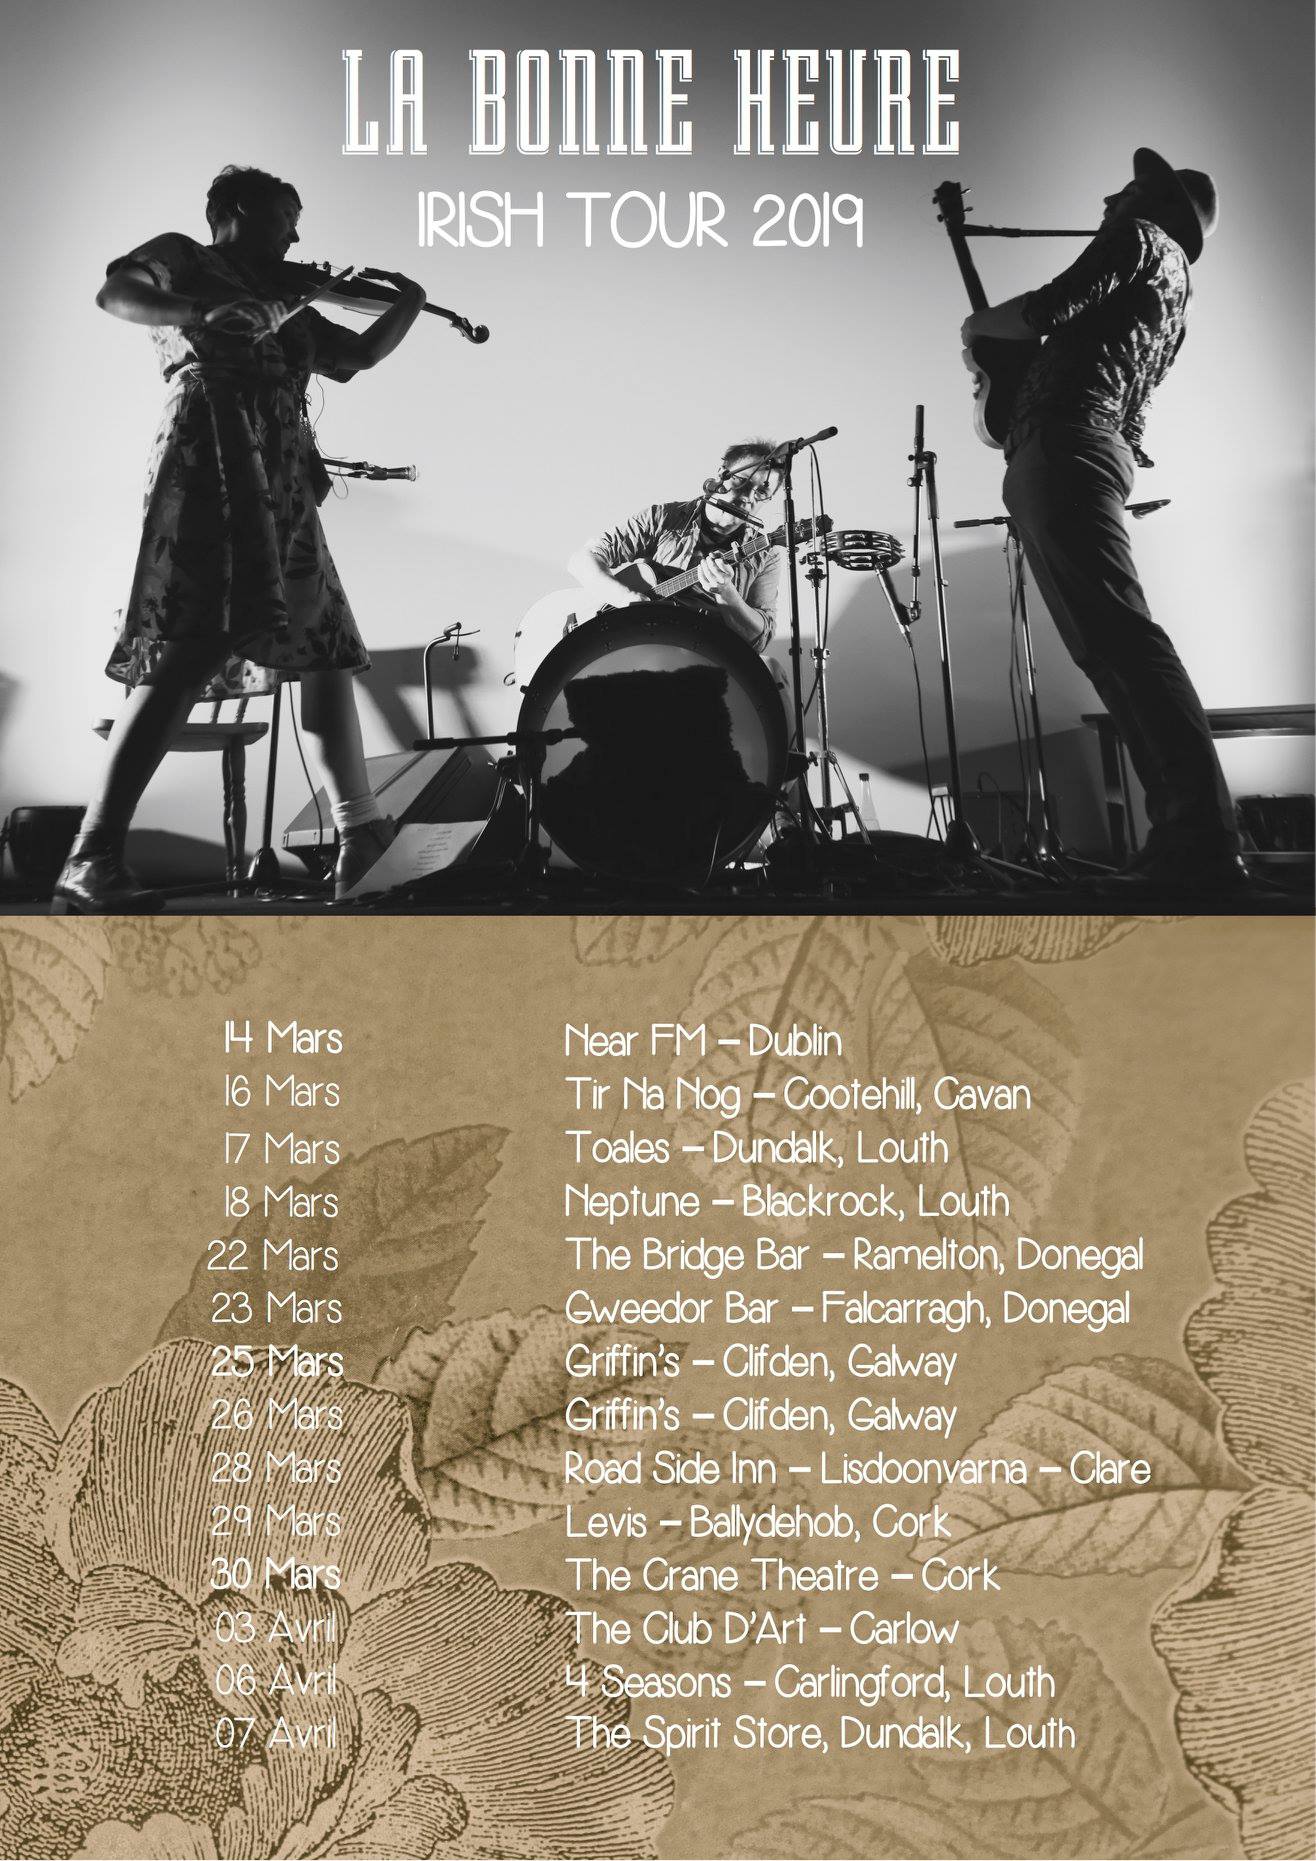 LA BONNE HEURE
IRISH TOUR 2019
14 Mars Near FM – Dublin
16 Mars Tir Na Nog – Cootehill, Cavan
17 Mars Toales – Dundalk, Louth
18 Mars Neptune – Blackrock, Louth
22 Mars The Bridge Bar – Ramelton, Donegal
23 Mars Gweedor Bar – Falcarragh, Donegal
25 Mars Griffin's – Clifden, Galway
26 Mars Griffin's – Clifden, Galway
28 Mars Road Side Inn – Lisdoonvarna – Clare
29 Mars Levis – Ballydehob, Cork
30 Mars The Crane Theatre – Cork
03 Avril The Club D'Art – Carlow
06 Avril 4 Seasons – Carlingford, Louth
07 Avril The Spirit Store, Dundalk, Louth